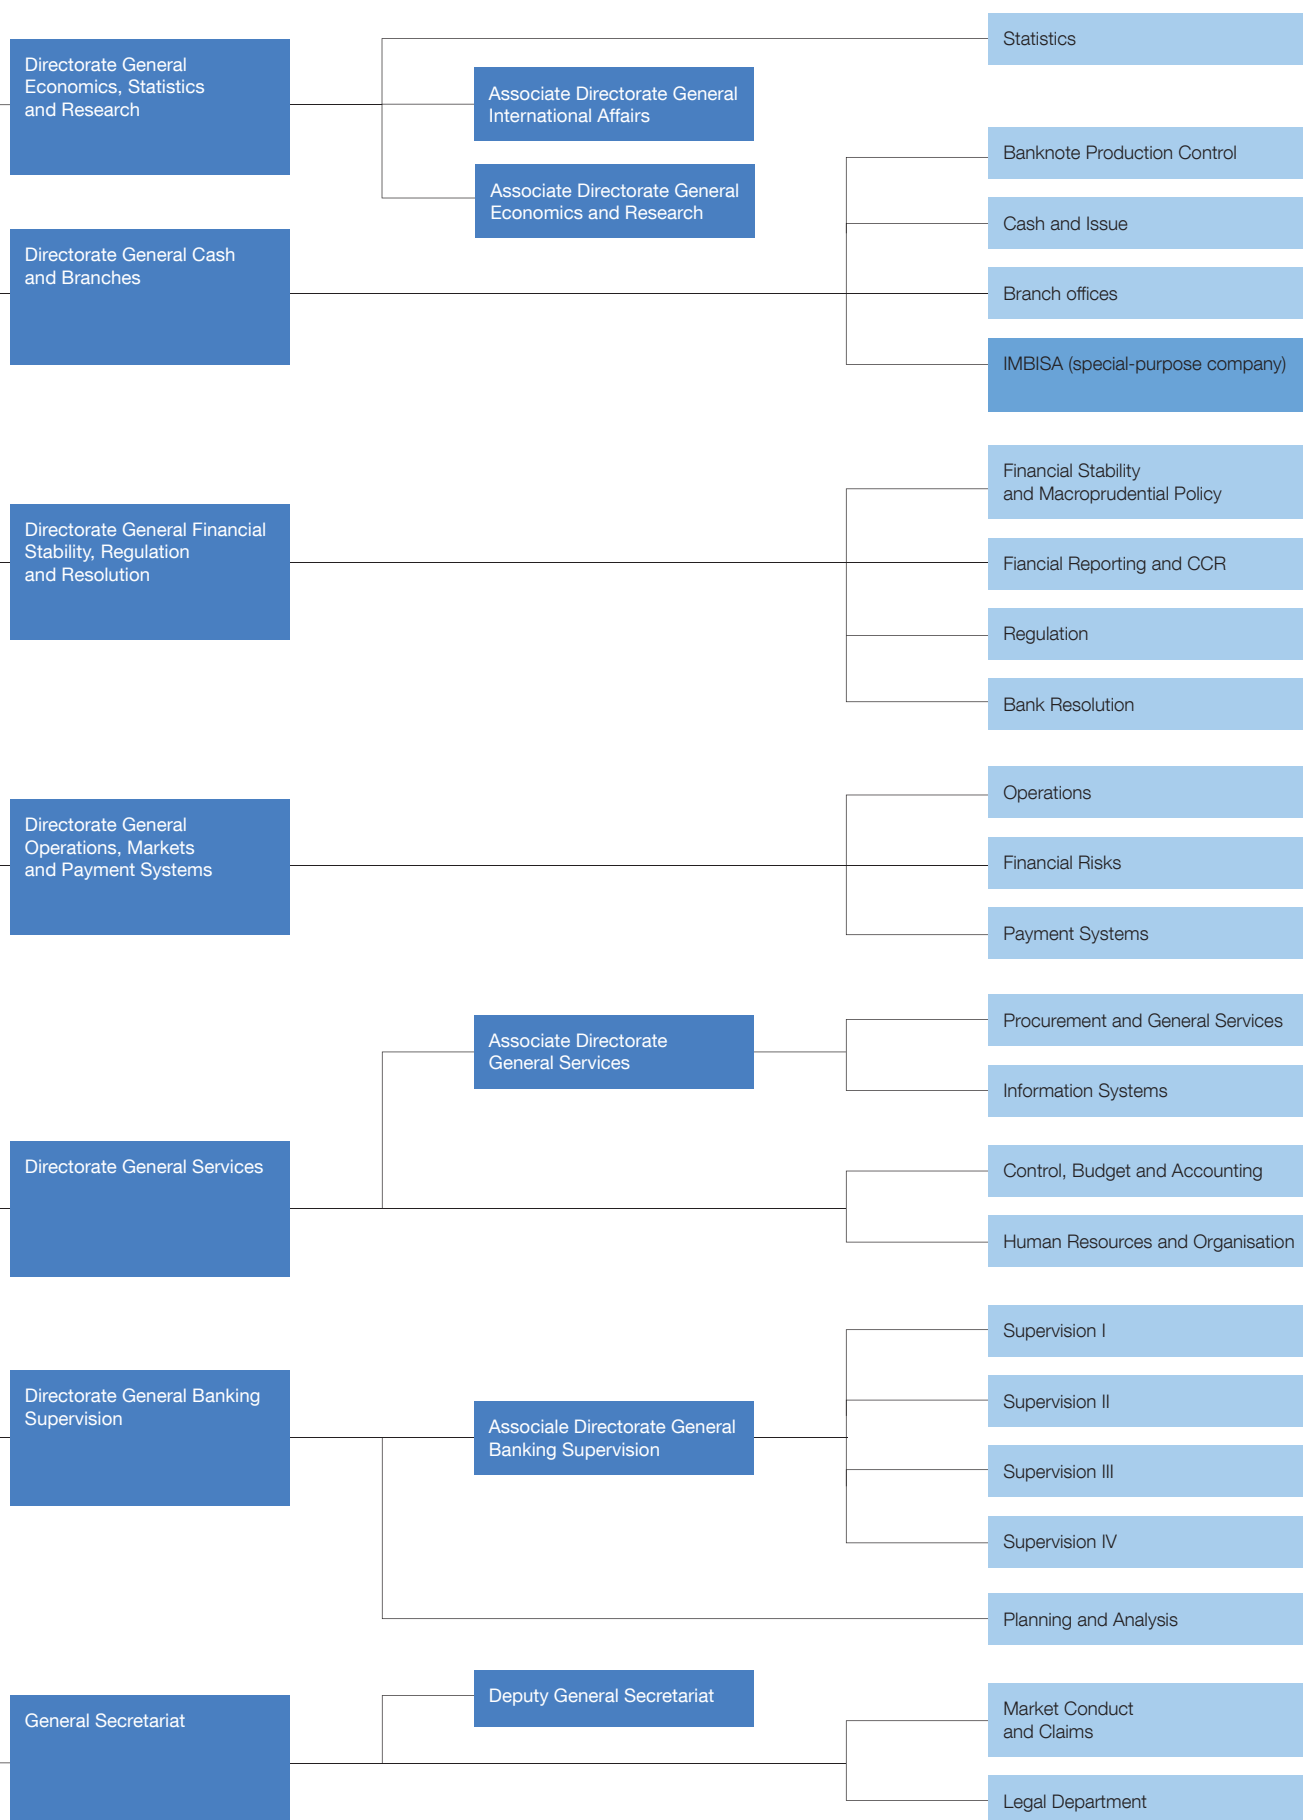 Directorate General
Economics, Statistics
and Research
Associate Directorate General
International Affairs
Associate Directorate General
Economics and Research
Statistics
Directorate General Cash
and Branches
Banknote Production Control
Cash and Issue
Branch offices
IMBISA (special-purpose company)
Directorate General Financial
Stability, Regulation
and Resolution
Financial Stability
and Macroprudential Policy
Fiancial Reporting and CCR
Regulation
Bank Resolution
Directorate General
Operations, Markets
and Payment Systems
Operations
Financial Risks
Payment Systems
Directorate General Services
Associate Directorate
General Services
Procurement and General Services
Information Systems
Control, Budget and Accounting
Human Resources and Organisation
Directorate General Banking
Supervision
Associale Directorate General
Banking Supervision
Supervision I
Supervision II
Supervision III
Supervision IV
Planning and Analysis
General Secretariat
Deputy General Secretariat
Market Conduct
and Claims
Legal Department